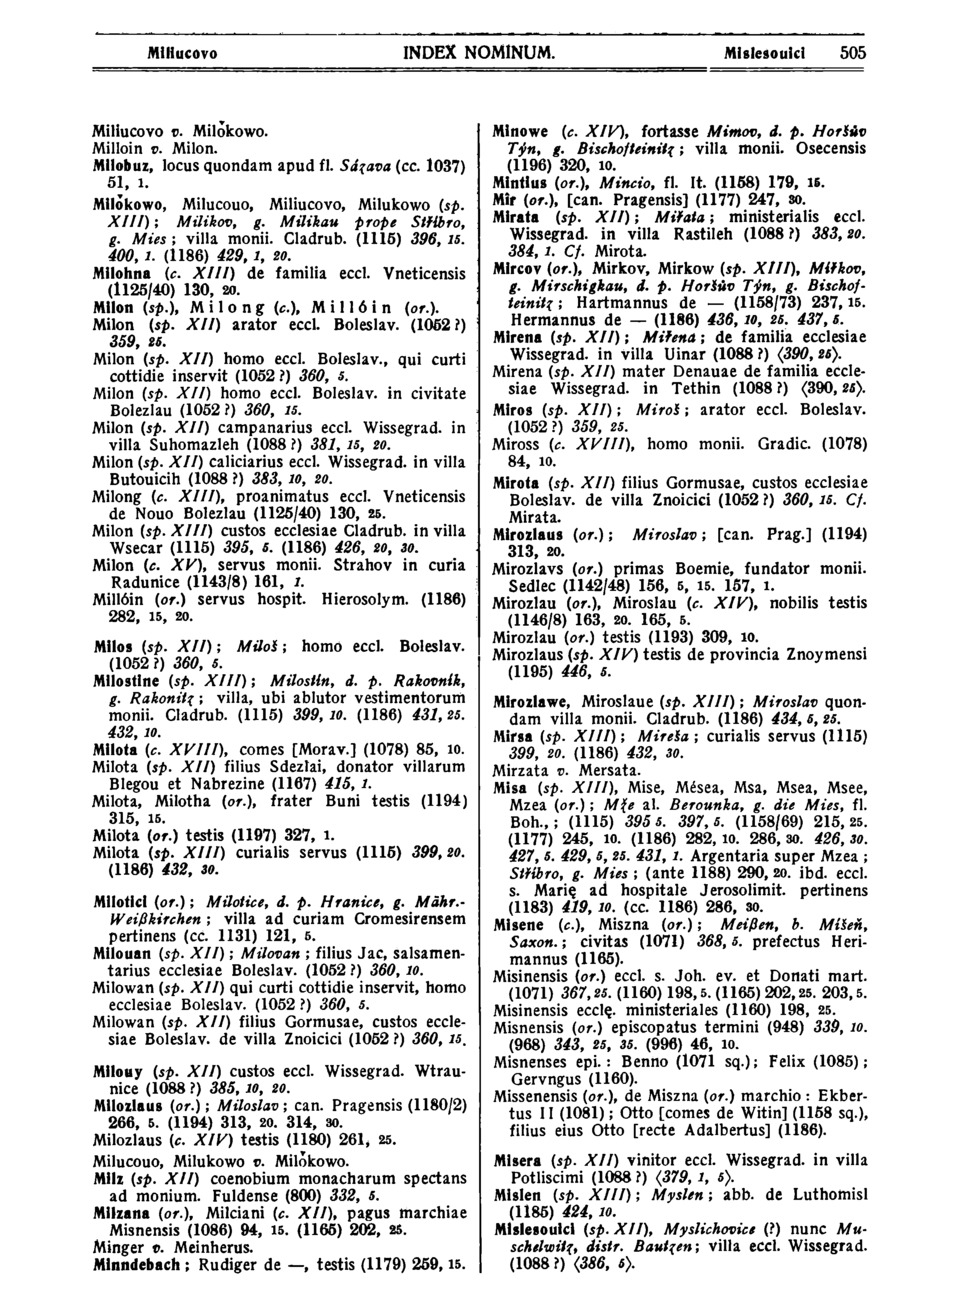 Miliucovo INDEX NOMINUM. Mislesouici 505
Miliucovo v. Milǒkowo.
Milloin v. Milon.
Milobuz, locus quondam apud fl. Sázava (cc. 1037)
51, 1.
Milǒkowo, Milucouo, Miliucovo, Milukowo (sp.
XIII); Milikov, g. Milikau prope Stříbro,
g. Mies; villa monii. Cladrub. (1115) 396, 15.
400, 1. (1186) 429, 1, 20.
Milohna (c. XIII) de familia eccl. Vneticensis
(1125/40) 130, 20.
Milon (sp.), Milong (c.), Millóin (or.).
Milon (sp. XII) arator eccl. Boleslav. (1052?)
359, 25.
Milon (sp. XII) homo eccl. Boleslav., qui curti
cottidie inservit (1052?) 360, 5.
Milon (sp. XII) homo eccl. Boleslav. in civitate
Bolezlau (1052?) 360, 15.
Milon (sp. XII) campanarius eccl. Wissegrad. in
villa Suhomazleh (1088?) 381, 15, 20.
Milon (sp. XII) caliciarius eccl. Wissegrad. in villa
Butouicih (1088?) 383, 10, 20.
Milong (c. XIII), proanimatus eccl. Vneticensis
de Nouo Bolezlau (1125/40) 130, 25.
Milon (sp. XIII) custos ecclesiae Cladrub. in villa
Wsecar (1115) 395, 5. (1186) 426, 20, 30.
Milon (c. XV), servus monii. Strahov in curia
Radunice (1143/8) 161, 1.
Millóin (or.) servus hospit. Hierosolym. (1186)
282, 15, 20.
Milos (sp. XII); Miloš; homo eccl. Boleslav.
(1052?) 360, 5.
Milostine (sp. XIII); Milostín, d. p. Rakovník,
g. Rakonitz; villa, ubi ablutor vestimentorum
monii. Cladrub. (1115) 399, 10. (1186) 431, 25.
432, 10.
Milota (c. XVIII), comes [Morav.] (1078) 85, 10.
Milota (sp. XII) filius Sdezlai, donator villarum
Blegou et Nabrezine (1167) 415, 1.
Milota, Milotha (or.), frater Buni testis (1194)
315, 15.
Milota (or.) testis (1197) 327, 1.
Milota (sp. XIII) curialis servus (1115) 399, 20.
(1186) 432, 30.
Milotici (or.); Milotice, d. p. Hranice, g. Mähr.-
Weißkirchen; villa ad curiam Gromesirensem
pertinens (cc. 1131) 121, 5.
Milouan (sp. XII); Milovan; filius Jac, salsamen-
tarius ecclesiae Boleslav. (1052?) 360, 10.
Milowan (sp. XII) qui curti cottidie inservit, homo
ecclesiae Boleslav. (1052?) 360, 5.
Milowan (sp. XII) filius Gormusae, custos eccle-
siae Boleslav. de villa Znoicici (1052?) 360, 15.
Milouy (sp. XII) custos eccl. Wissegrad. Wtrau-
nice (1088?) 385, 10, 20.
Milozlaus (or.); Miloslav; can. Pragensis (1180/2)
266, 5. (1194) 313, 20. 314, 30.
Milozlaus (c. XIV) testis (1180) 261, 25.
Milucouo, Milukowo v. Milǒkowo.
Milz (sp. XII) coenobium monacharum spectans
ad monium. Fuldense (800) 332, 5.
Milzana (or.), Milciani (c. XII), pagus marchiae
Misnensis (1086) 94, 15. (1165) 202, 25.
Minger v. Meinherus.
Minndebach; Rudiger de —, testis (1179) 259, 15.
Minowe (c. XIV), fortasse Mimov, d. p. Horšův
Týn, g. Bischofteinitz; villa monii. Osecensis
(1196) 320, 10.
Mintius (or.), Mincio, fl. It. (1158) 179, 15.
Mir (or.), [can. Pragensis] (1177) 247, 30.
Mirata (sp. XII); Miřata; ministerialis eccl.
Wissegrad. in villa Rastileh (1088?) 383, 20.
384, 1. Cf. Mirota.
Mircov (or.), Mirkov, Mirkow (sp. XIII), Miřkov,
g. Mirschigkau, d. p. Horšův Týn, g. Bischof-
teinitz; Hartmannus de — (1158/73) 237, 15.
Hermannus de — (1186) 436, 10, 25. 437, 5.
Mirena (sp. XII); Miřena; de familia ecclesiae
Wissegrad. in villa Uinar (1088?) ⟨390, 25⟩.
Mirena (sp. XII) mater Denauae de familia eccle-
siae Wissegrad. in Tethin (1088?) ⟨390, 25⟩.
Miros (sp. XII); Miroš; arator eccl. Boleslav.
(1052?) 359, 25.
Miross (c. XVIII), homo monii. Gradic. (1078)
84, 10.
Mirota (sp. XII) filius Gormusae, custos ecclesiae
Boleslav. de villa Znoicici (1052?) 360, 15. Cf.
Mirata.
Mirozlaus (or.); Miroslav; [can. Prag.] (1194)
313, 20.
Mirozlavs (or.) primas Boemie, fundator monii.
Sedlec (1142/48) 156, 5, 15. 157, 1.
Mirozlau (or.), Miroslau (c. XIV), nobilis testis
(1146/8) 163, 20. 165, 5.
Mirozlau (or.) testis (1193) 309, 10.
Mirozlaus (sp. XIV) testis de provincia Znoymensi
(1195) 446, 5.
Mirozlawe, Miroslaue (sp. XIII); Miroslav quon-
dam villa monii. Cladrub. (1186) 434, 5, 25.
Mirsa (sp. XIII); Mireša; curialis servus (1115)
399, 20. (1186) 432, 30.
Mirzata v. Mersata.
Misa (sp. XIII), Mise, Mésea, Msa, Msea, Msee,
Mzea (or.); Mže al. Berounka, g. die Mies, fl.
Boh.,; (1115) 395 5. 397, 5. (1158/69) 215, 25.
(1177) 245, 10. (1186) 282, 10. 286, 30. 426, 30.
427, 5. 429, 5, 25. 431, 1. Argentaria super Mzea;
Stříbro, g. Mies; (ante 1188) 290, 20. ibd. eccl.
s. Marię ad hospitale Jerosolimit. pertinens
(1183) 419, 10. (cc. 1186) 286, 30.
Misene (c.), Miszna (or.); Meißen, b. Mišeň,
Saxon.; civitas (1071) 368, 5. prefectus Heri-
mannus (1165).
Misinensis (or.) eccl. s. Joh. ev. et Donati mart.
(1071) 367, 25. (1160) 198, 5. (1165) 202, 25. 203, 5.
Misinensis ecclę. ministeriales (1160) 198, 25.
Misnensis (or.) episcopatus termini (948) 339, 10.
(968) 343, 25, 35. (996) 46, 10.
Misnenses epi.: Benno (1071 sq.); Felix (1085);
Gervngus (1160).
Missenensis (or.), de Miszna (or.) marchio: Ekber-
tus II (1081); Otto [comes de Witin] (1158 sq.),
filius eius Otto [recte Adalbertus] (1186).
Misera (sp. XII) vinitor eccl. Wissegrad. in villa
Potliscimi (1088?) ⟨379, 1, 5⟩.
Mislen (sp. XIII); Myslen; abb. de Luthomisl
(1185) 424, 10.
Mislesouici (sp. XII), Myslichovice (?) nunc Mu-
schelwitz, distr. Bautzen; villa eccl. Wissegrad.
(1088?) ⟨386, 5⟩.